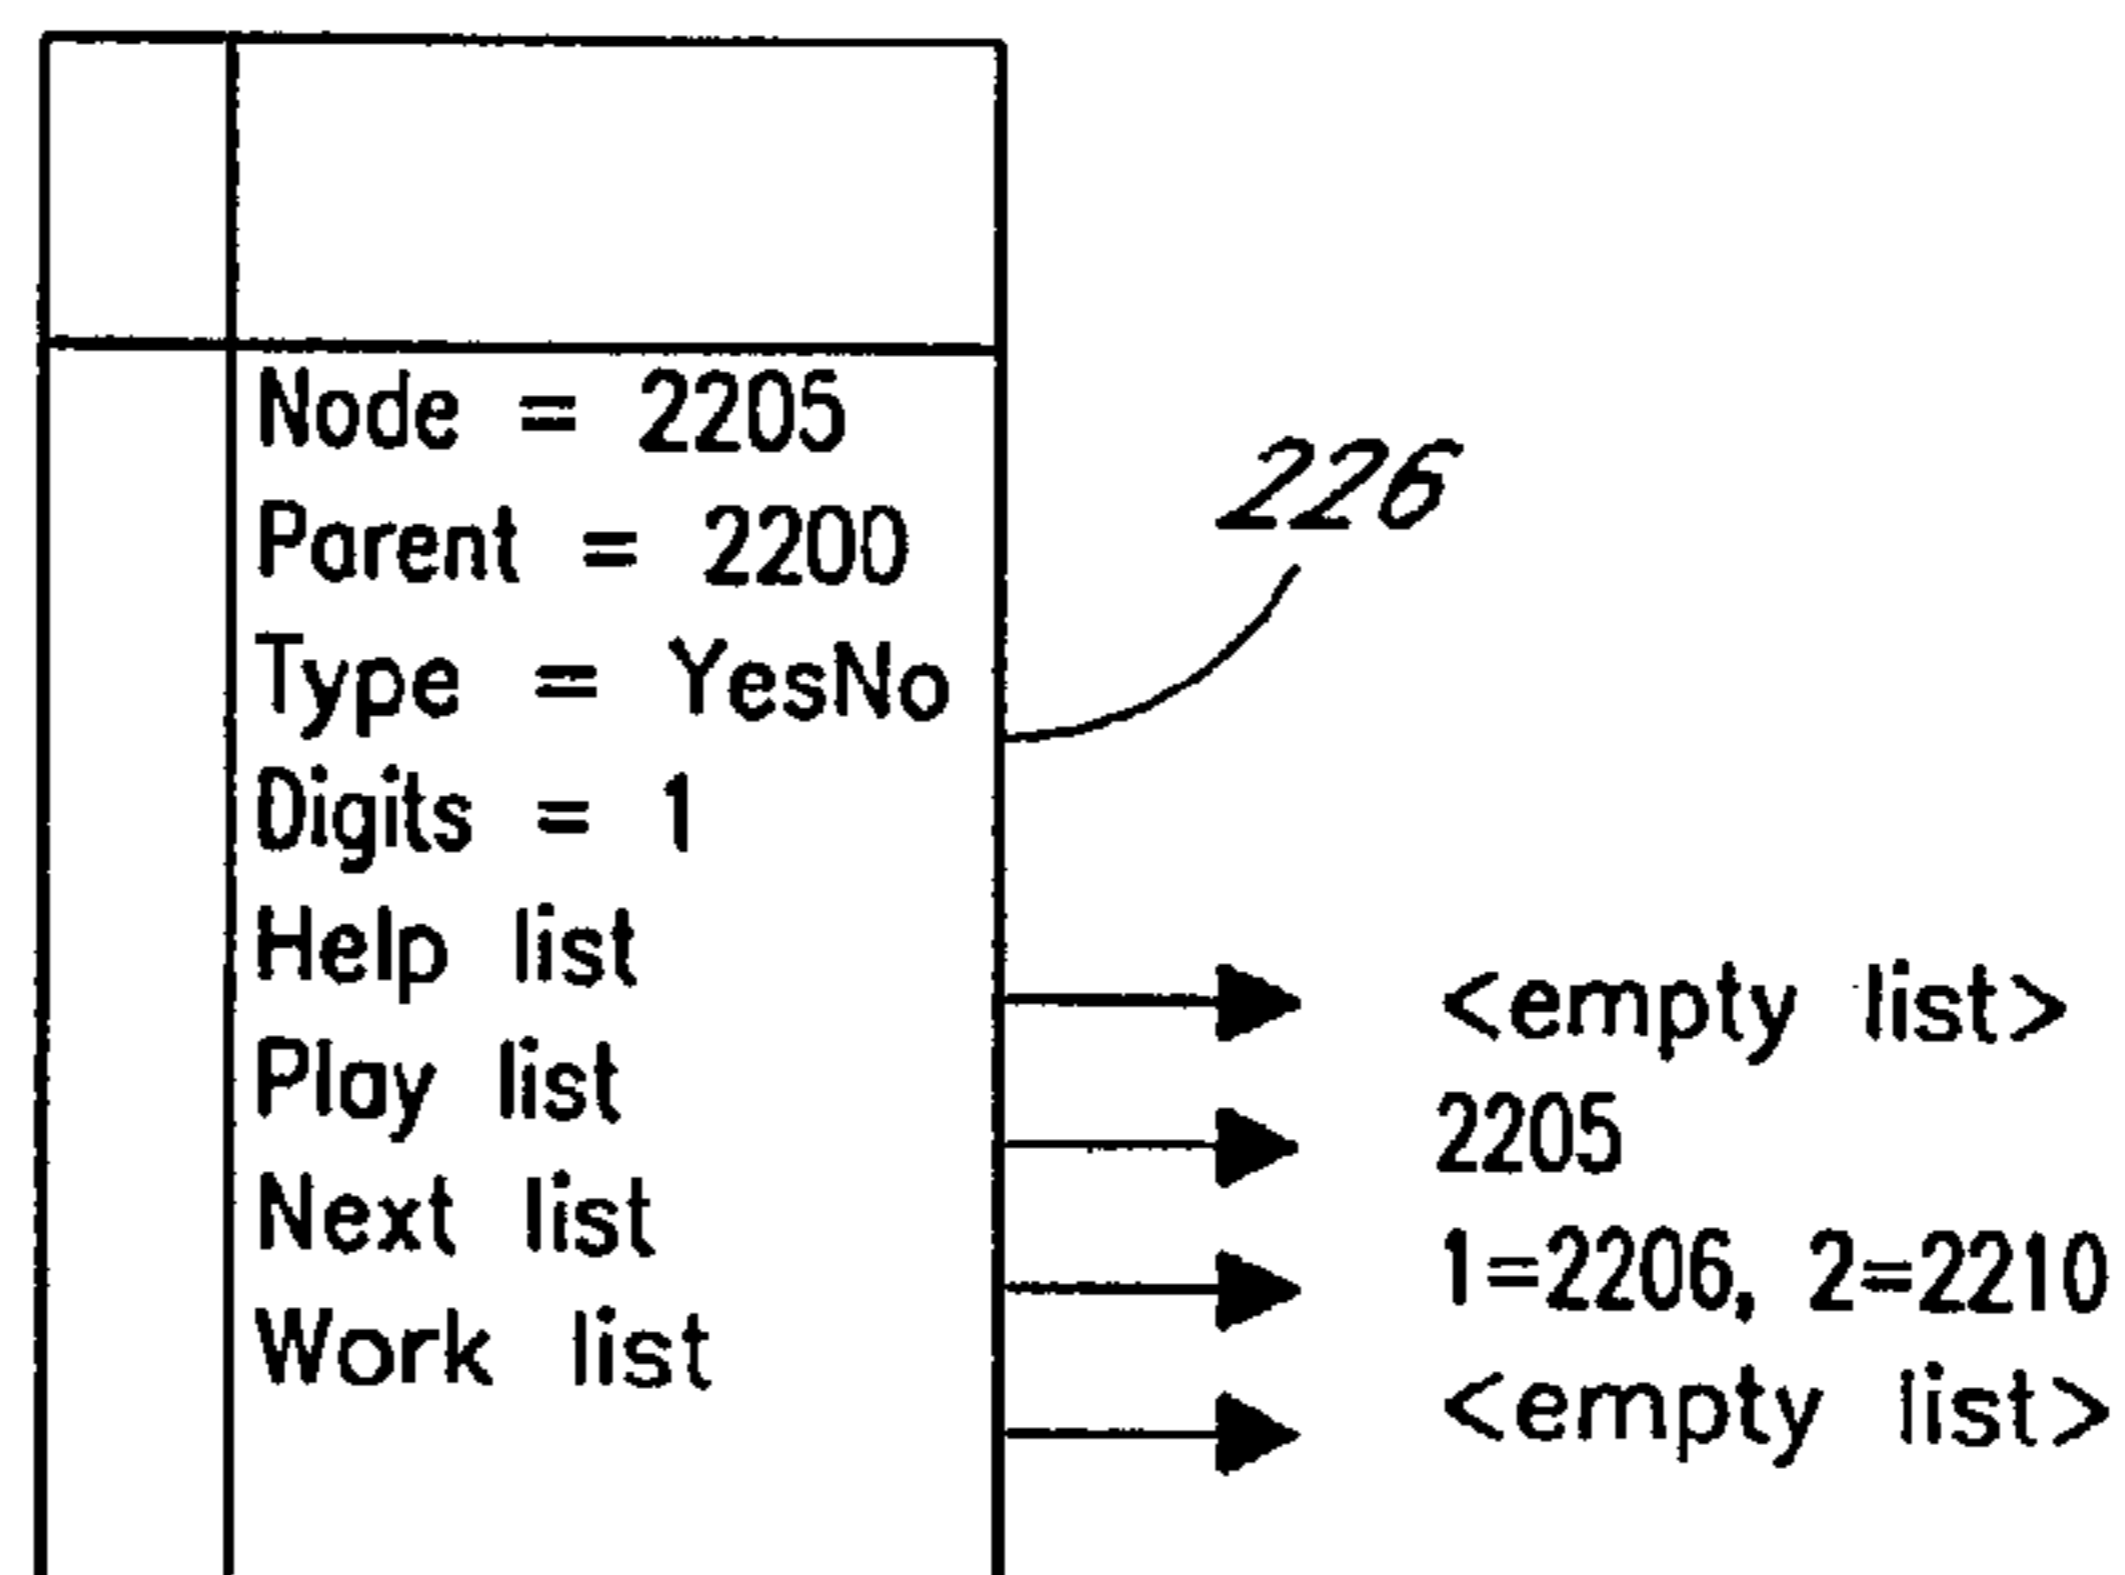 Node = 2205
226
Parent = 2200
Type = YesNo
Digits = 1
Help list
<empty list>
Play list
2205
Next list
1=2206, 2=2210
Work list
<empty list>